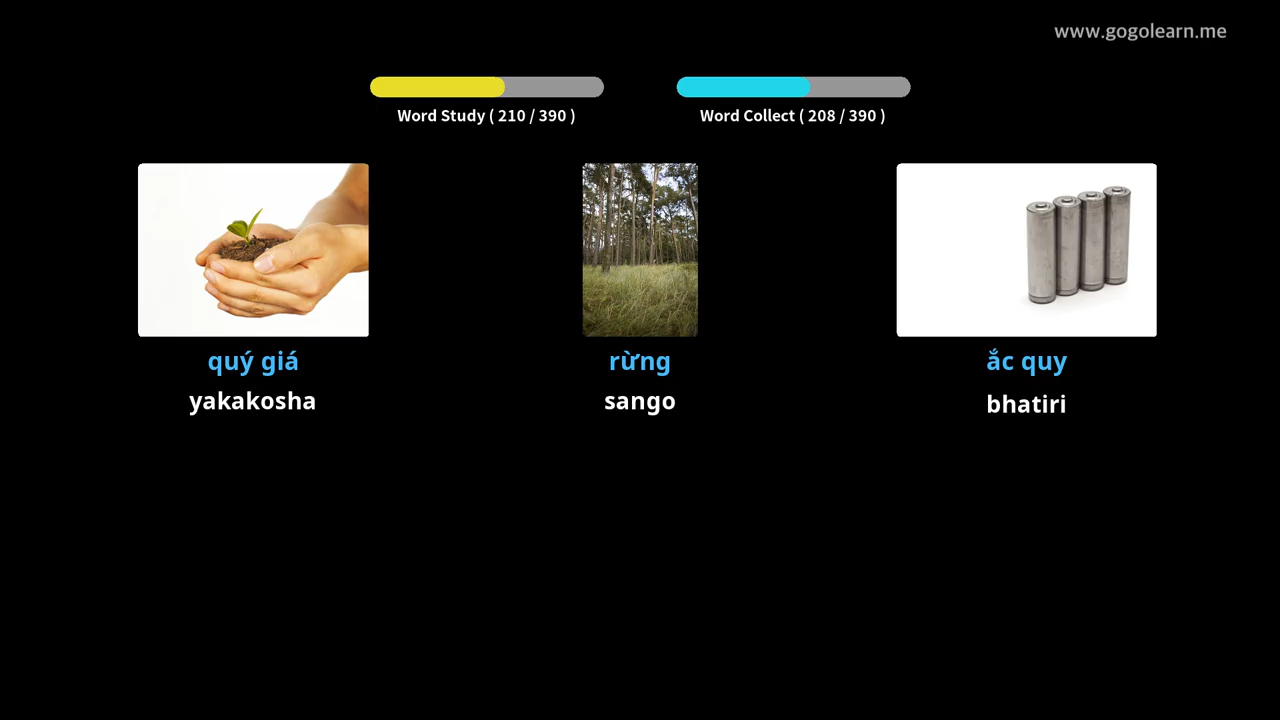 www.gogolearn.me
Word Study ( 210 / 390 )
Word Collect ( 208 / 390 )
quý giá
yakakosha
rừng
sango
ắc quy
bhatiri